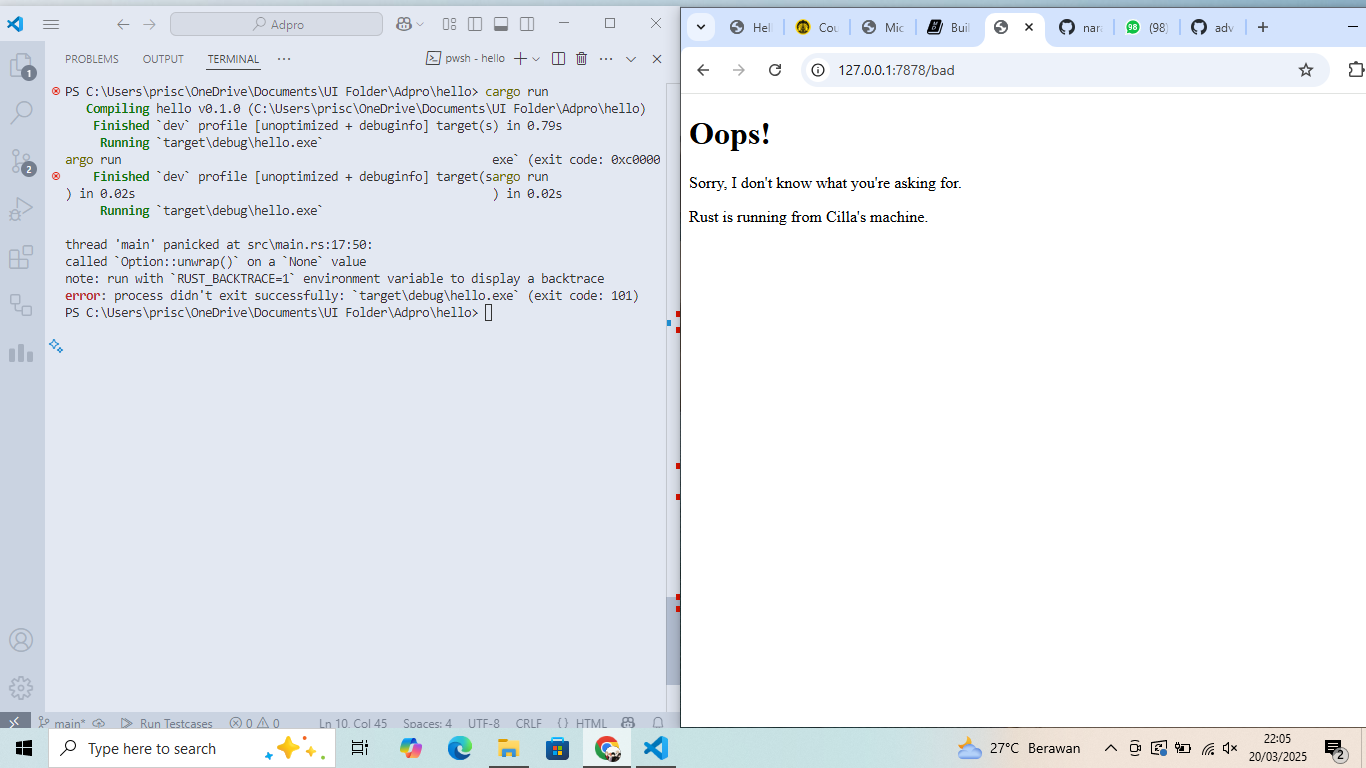 Adpro
PROBLEMS OUTPUT TERMINAL ··· pwsh - hello
PS C:\Users\prisc\OneDrive\Documents\UI Folder\Adpro\hello> cargo run
Compiling hello v0.1.0 (C:\Users\prisc\OneDrive\Documents\UI Folder\Adpro\hello)
Finished `dev` profile [unoptimized + debuginfo] target(s) in 0.79s
Running `target\debug\hello.exe`
argo run exe` (exit code: 0xc0000
Finished `dev` profile [unoptimized + debuginfo] target(sargo run
) in 0.02s ) in 0.02s
Running `target\debug\hello.exe`
thread 'main' panicked at src\main.rs:17:50:
called `Option::unwrap()` on a `None` value
note: run with `RUST_BACKTRACE=1` environment variable to display a backtrace
error: process didn't exit successfully: `target\debug\hello.exe` (exit code: 101)
PS C:\Users\prisc\OneDrive\Documents\UI Folder\Adpro\hello>
1
2
main* Run Testcases 0 0 Ln 10, Col 45 Spaces: 4 UTF-8 CRLF {} HTML
Hell Cou Mic Buil nara (98) adv
127.0.0.1:7878/bad
Oops!
Sorry, I don't know what you're asking for.
Rust is running from Cilla's machine.
Type here to search
27°C Berawan
22:05
20/03/2025
2